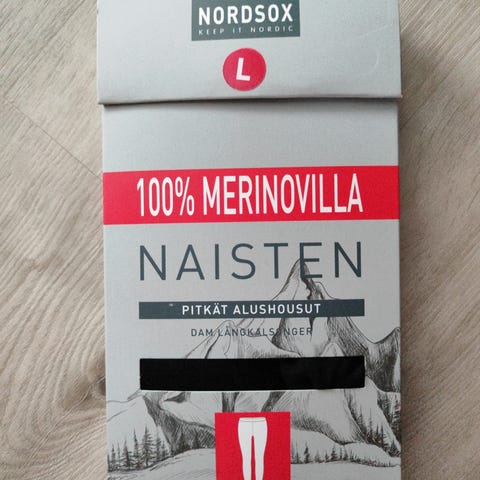 NORDSOX
KEEP IT NORDIC
L
100% MERINOVILLA
NAISTEN
PITKÄT ALUSHOUSUT
DAM LÅNGKALSONGER